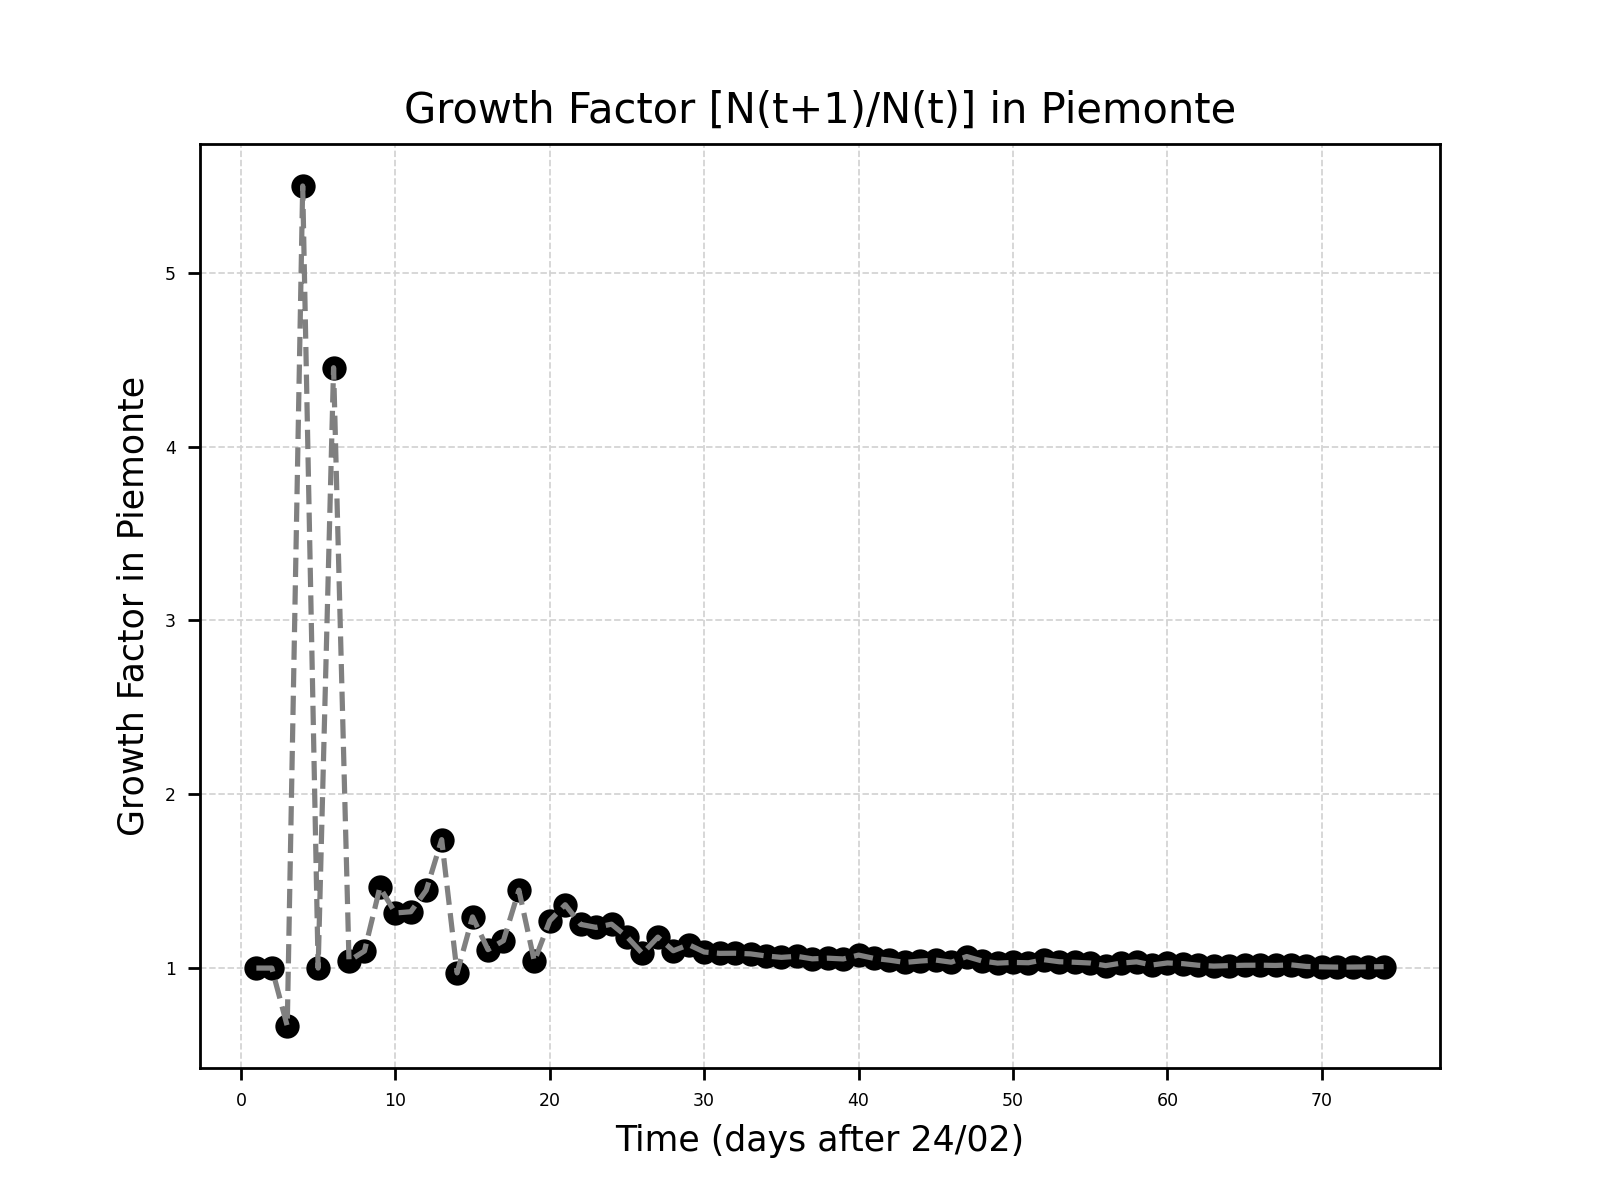 Growth Factor [N(t+1)/N(t)] in Piemonte
Growth Factor in Piemonte
5
4
3
2
1
0 10 20 30 40 50 60 70
Time (days after 24/02)